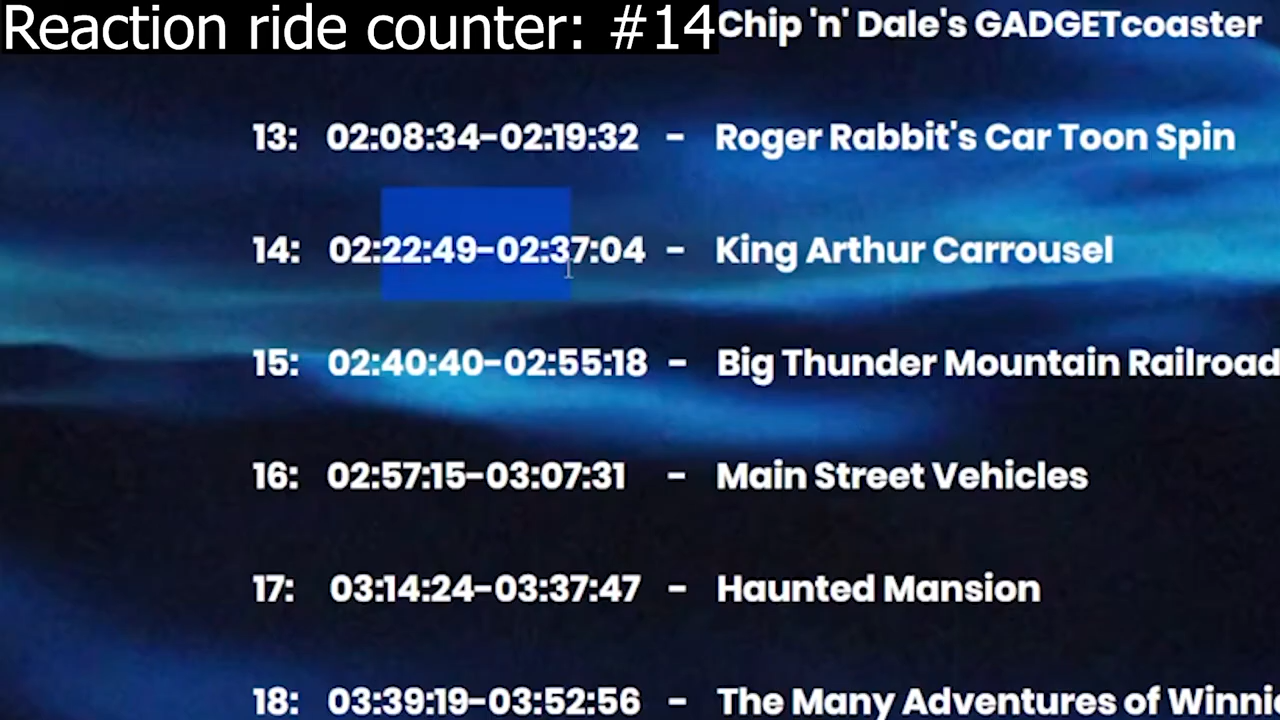 Reaction ride counter: #14 Chip 'n' Dale's GADGETcoaster
13: 02:08:34-02:19:32 - Roger Rabbit's Car Toon Spin
14: 02:22:49-02:37:04 - King Arthur Carrousel
15: 02:40:40-02:55:18 - Big Thunder Mountain Railroad
16: 02:57:15-03:07:31 - Main Street Vehicles
17: 03:14:24-03:37:47 - Haunted Mansion
18: 03:39:19-03:52:56 - The Many Adventures of